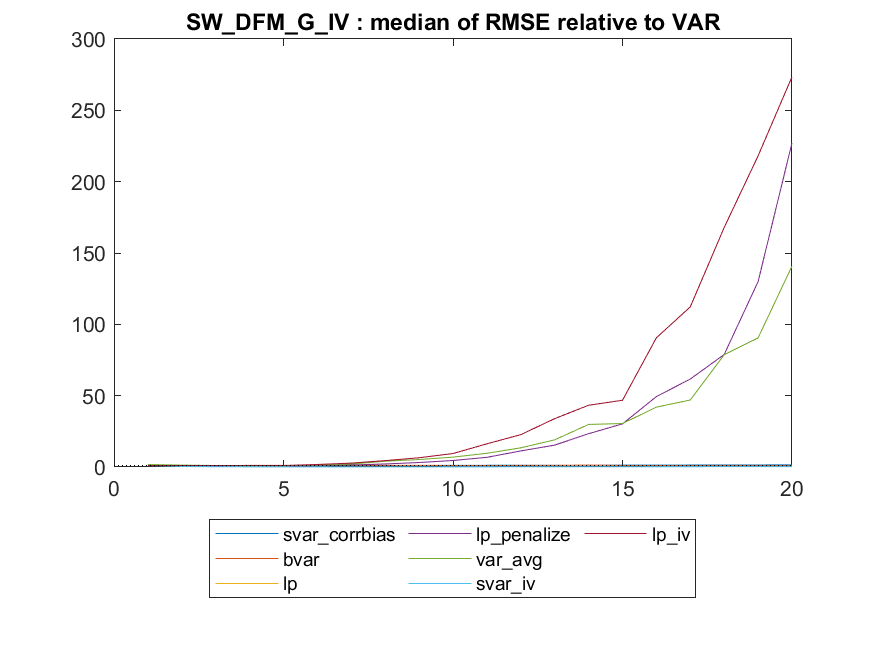 SW_DFM_G_IV : median of RMSE relative to VAR
300
250
200
150
100
50
0
0 5 10 15 20
svar_corrbias lp_penalize lp_iv
bvar var_avg
lp svar_iv